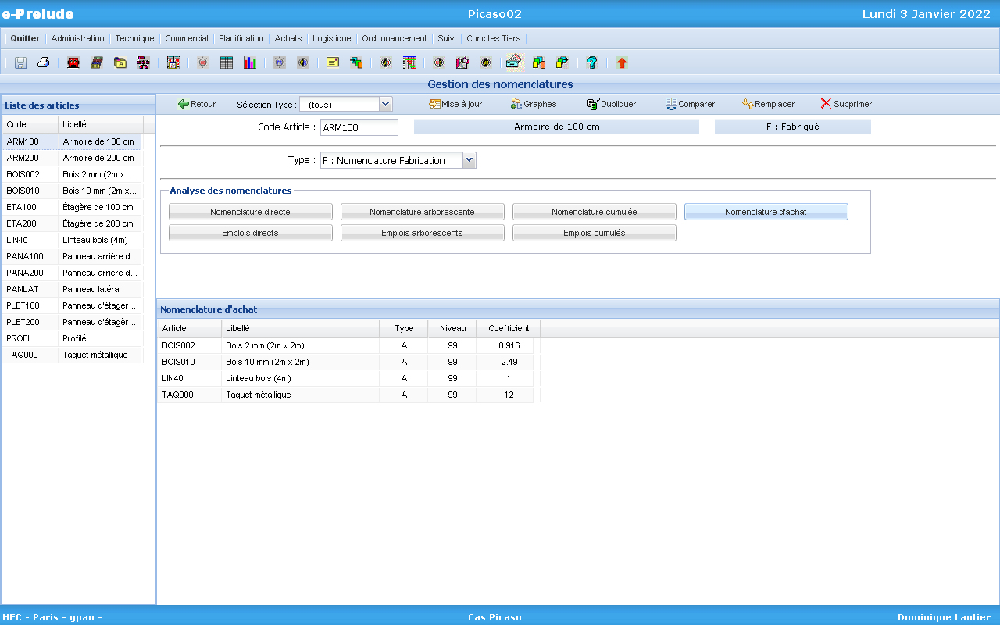 e-Prelude Picaso02 Lundi 3 Janvier 2022
Quitter Administration Technique Commercial Planification Achats Logistique Ordonnancement Suivi Comptes Tiers
Gestion des nomenclatures
Liste des articles
Retour Sélection Type : (tous) Mise à jour Graphes Dupliquer Comparer Remplacer Supprimer
Code Libellé
ARM100 Armoire de 100 cm
ARM200 Armoire de 200 cm
BOIS002 Bois 2 mm (2m x ...
BOIS010 Bois 10 mm (2m x...
ETA100 Étagère de 100 cm
ETA200 Étagère de 200 cm
LIN40 Linteau bois (4m)
PANA100 Panneau arrière d...
PANA200 Panneau arrière d...
PANLAT Panneau latéral
PLET100 Panneau d'étagèr...
PLET200 Panneau d'étagèr...
PROFIL Profilé
TAQ000 Taquet métallique
Code Article : ARM100 Armoire de 100 cm F : Fabriqué
Type : F : Nomenclature Fabrication
Analyse des nomenclatures
Nomenclature directe Nomenclature arborescente Nomenclature cumulée Nomenclature d'achat
Emplois directs Emplois arborescents Emplois cumulés
Nomenclature d'achat
Article Libellé Type Niveau Coefficient
BOIS002 Bois 2 mm (2m x 2m) A 99 0.916
BOIS010 Bois 10 mm (2m x 2m) A 99 2.49
LIN40 Linteau bois (4m) A 99 1
TAQ000 Taquet métallique A 99 12
HEC - Paris - gpao - Cas Picaso Dominique Lautier